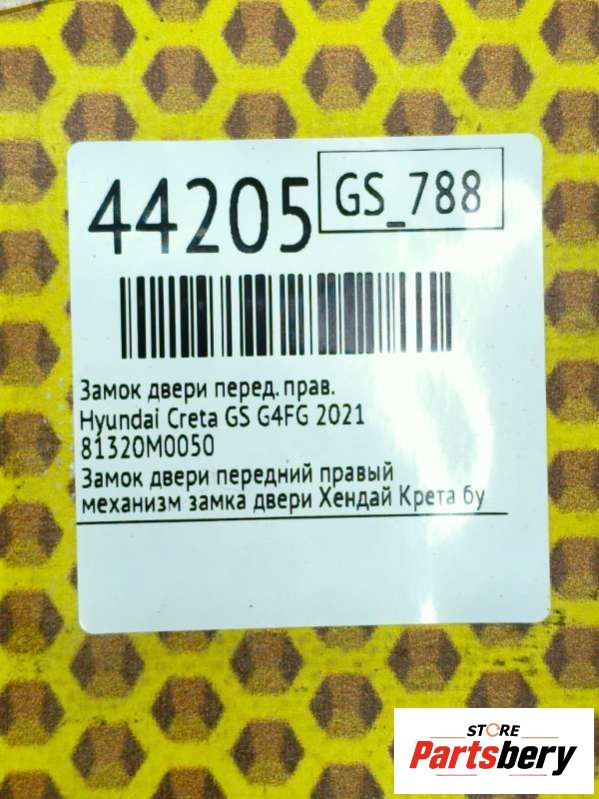 44205
GS_788
Замок двери перед. прав.
Hyundai Creta GS G4FG 2021
81320M0050
Замок двери передний правый
механизм замка двери Хендай Крета бу
STORE
Partsbery